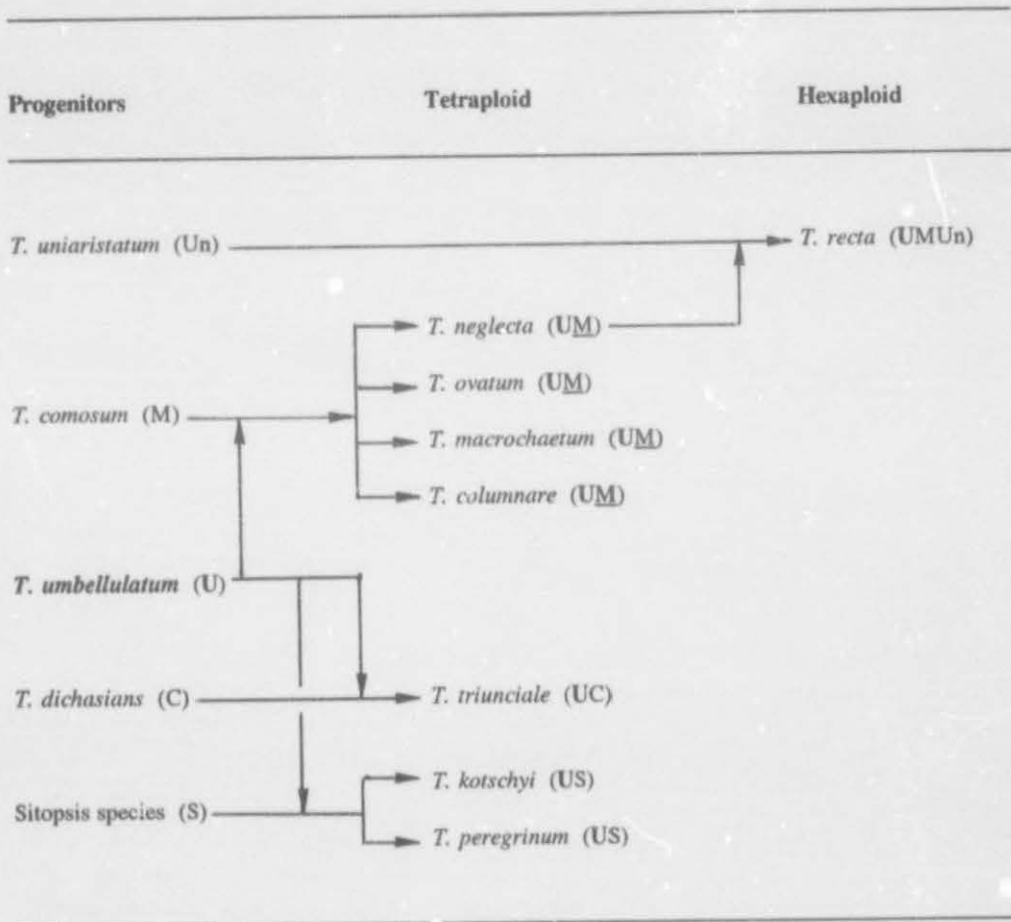 Progenitors Tetraploid Hexaploid
T. uniaristatum (Un) T. recta (UMUn)
T. neglecta (UM)
T. ovatum (UM)
T. comosum (M)
T. macrochaetum (UM)
T. columnare (UM)
T. umbellulatum (U)
T. dichasians (C) T. triunciale (UC)
T. kotschyi (US)
Sitopsis species (S)
T. peregrinum (US)